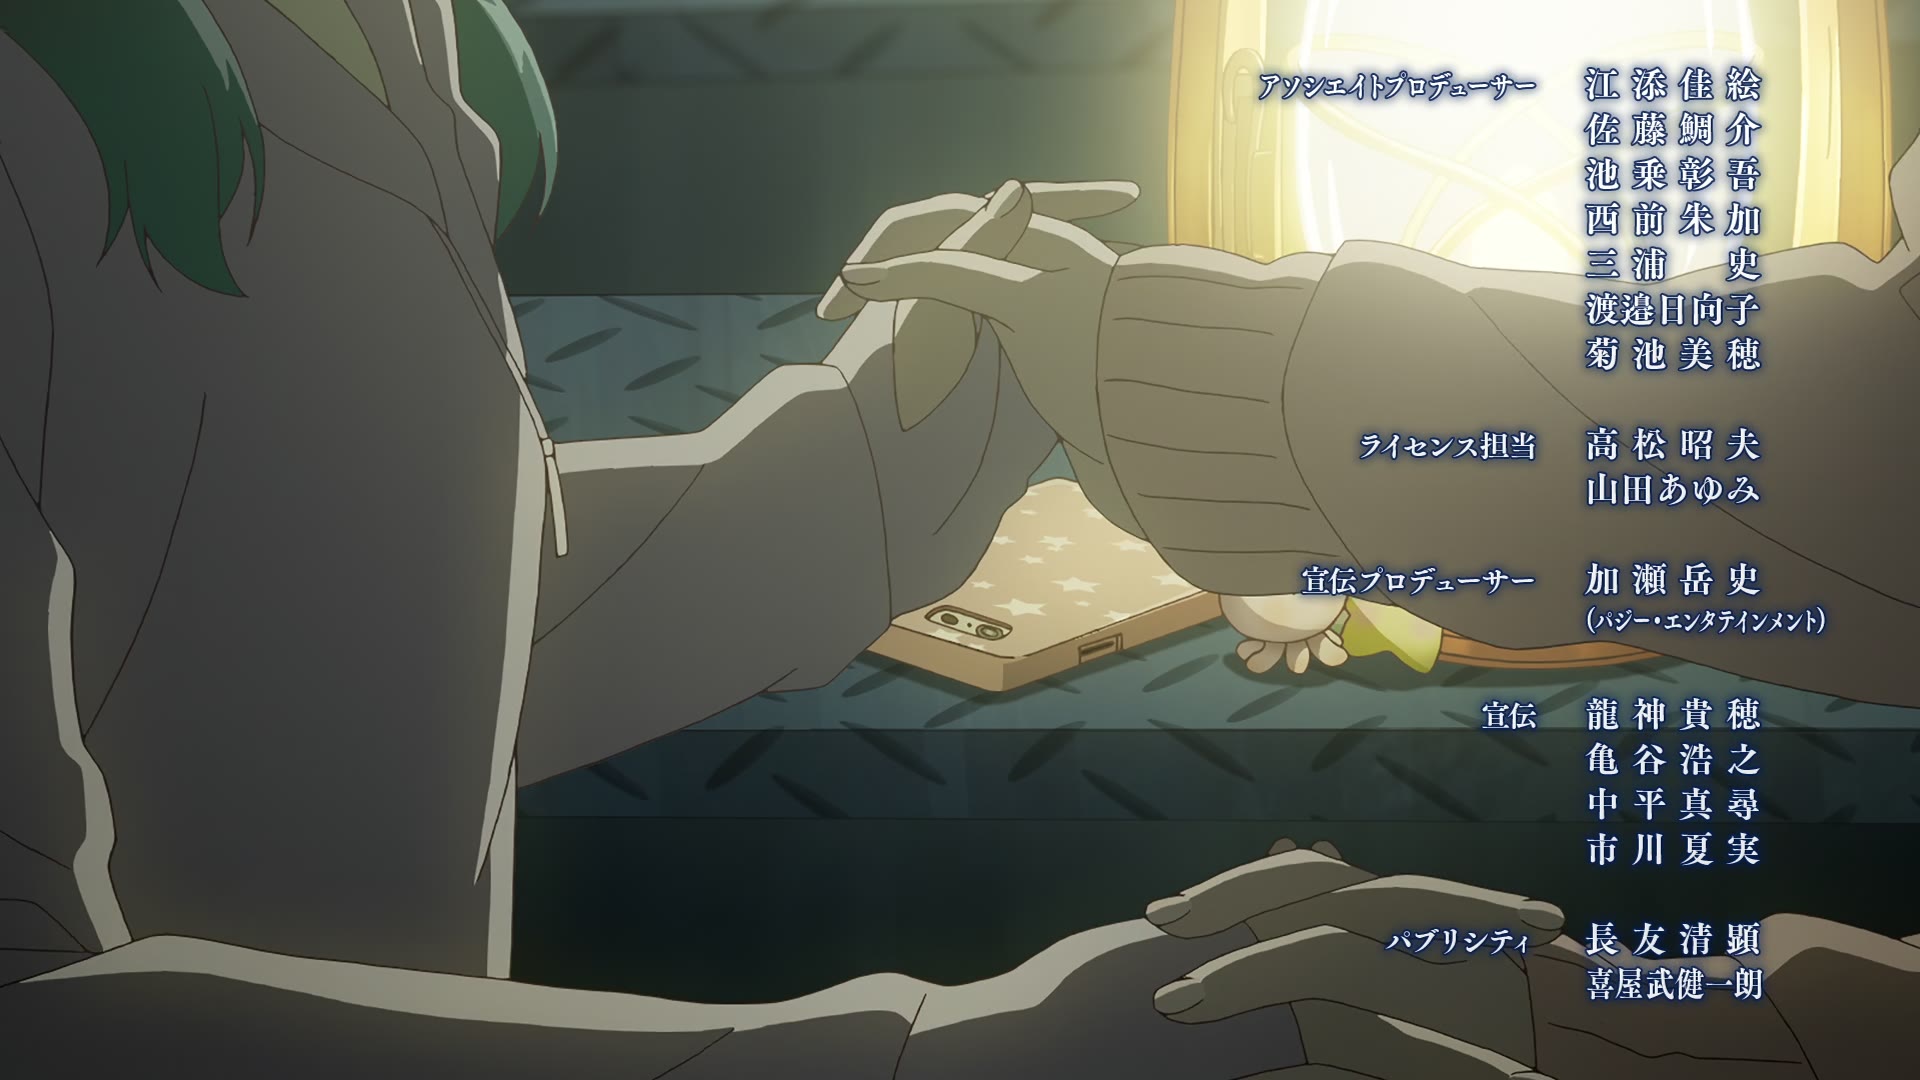 アソシエイトプロデューサー 江添佳絵
佐藤鯛介
池乗彰吾
西前朱加
三浦 史
渡邉日向子
菊池美穂
ライセンス担当 高松昭夫
山田あゆみ
宣伝プロデューサー 加瀬岳史
(パジー・エンタテインメント)
宣伝 龍神貴穂
亀谷浩之
中平真尋
市川夏実
パブリシティ 長友清顕
喜屋武健一朗